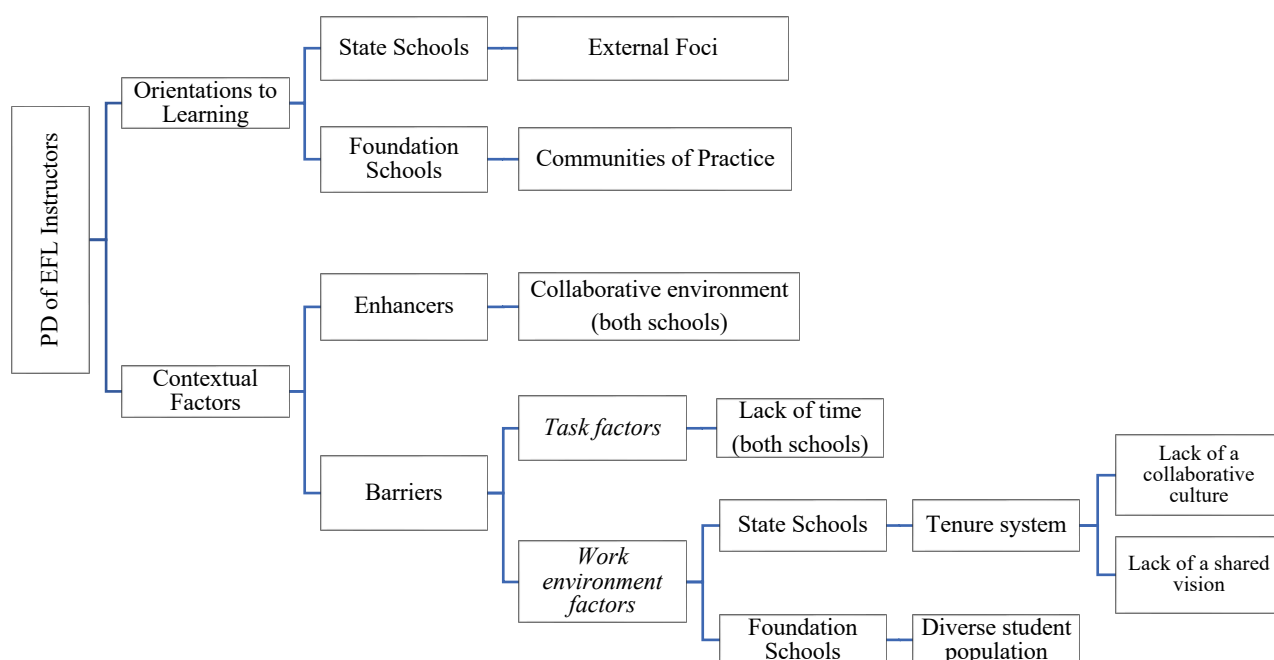 PD of EFL Instructors
Orientations to
Learning
State Schools
External Foci
Foundation
Schools
Communities of Practice
Contextual
Factors
Enhancers
Collaborative environment
(both schools)
Barriers
Task factors
Lack of time
(both schools)
Work
environment
factors
State Schools
Tenure system
Lack of a
collaborative
culture
Lack of a shared
vision
Foundation
Schools
Diverse student
population